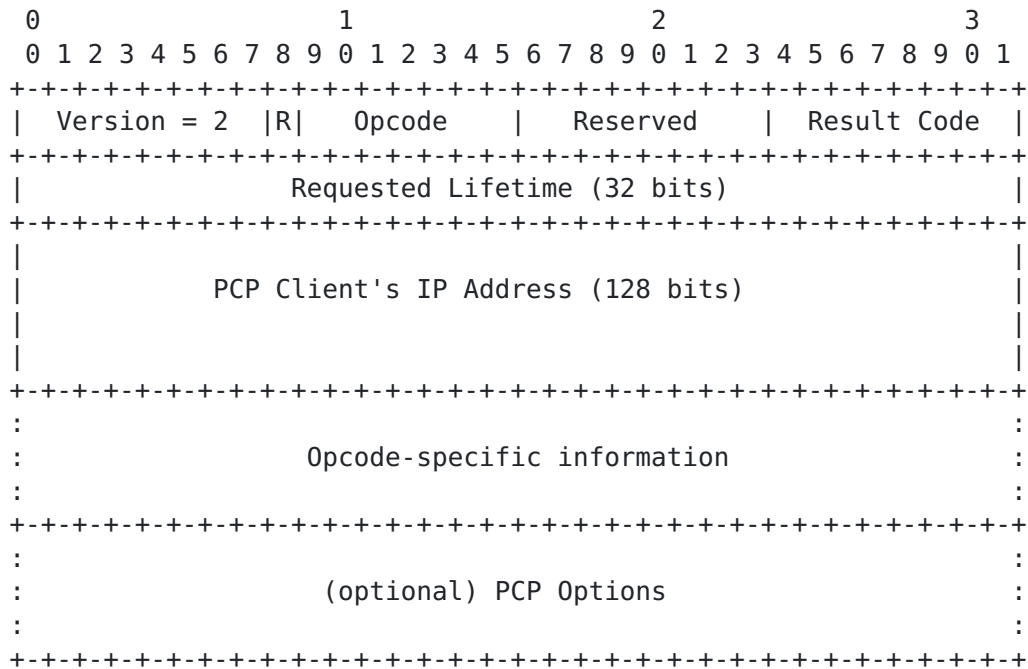 0                   1                   2                   3
 0 1 2 3 4 5 6 7 8 9 0 1 2 3 4 5 6 7 8 9 0 1 2 3 4 5 6 7 8 9 0 1
+-+-+-+-+-+-+-+-+-+-+-+-+-+-+-+-+-+-+-+-+-+-+-+-+-+-+-+-+-+-+-+-+
|  Version = 2  |R|   Opcode    |   Reserved    |  Result Code  |
+-+-+-+-+-+-+-+-+-+-+-+-+-+-+-+-+-+-+-+-+-+-+-+-+-+-+-+-+-+-+-+-+
|                 Requested Lifetime (32 bits)                  |
+-+-+-+-+-+-+-+-+-+-+-+-+-+-+-+-+-+-+-+-+-+-+-+-+-+-+-+-+-+-+-+-+
|                                                               |
|            PCP Client's IP Address (128 bits)                 |
|                                                               |
|                                                               |
+-+-+-+-+-+-+-+-+-+-+-+-+-+-+-+-+-+-+-+-+-+-+-+-+-+-+-+-+-+-+-+-+
:                                                               :
:                  Opcode-specific information                  :
:                                                               :
+-+-+-+-+-+-+-+-+-+-+-+-+-+-+-+-+-+-+-+-+-+-+-+-+-+-+-+-+-+-+-+-+
:                                                               :
:                   (optional) PCP Options                      :
:                                                               :
+-+-+-+-+-+-+-+-+-+-+-+-+-+-+-+-+-+-+-+-+-+-+-+-+-+-+-+-+-+-+-+-+